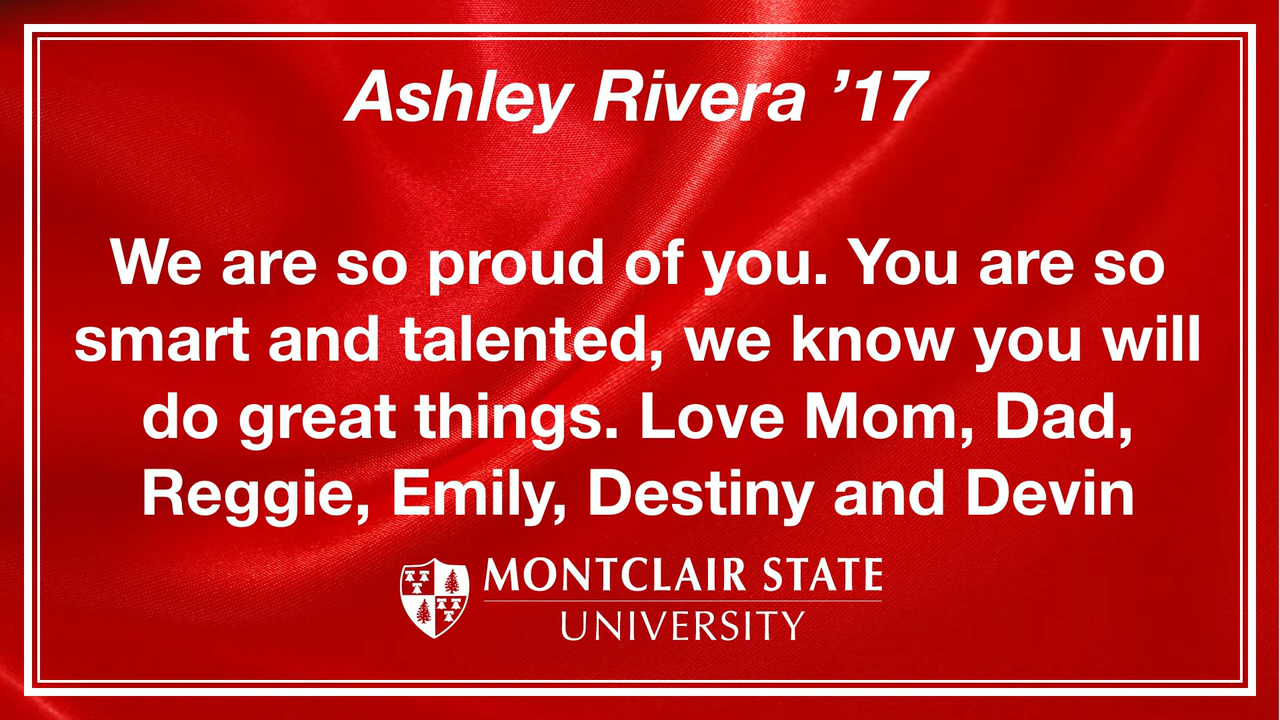 Ashley Rivera ’17
We are so proud of you. You are so
smart and talented, we know you will
do great things. Love Mom, Dad,
Reggie, Emily, Destiny and Devin
MONTCLAIR STATE
UNIVERSITY